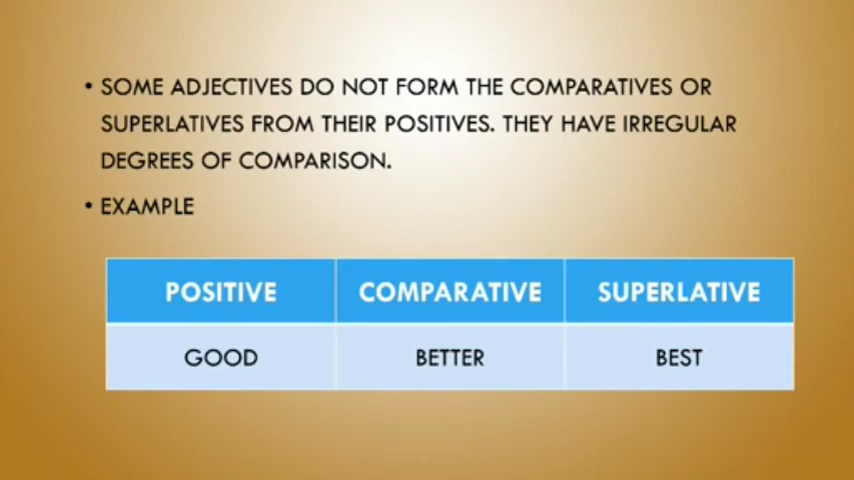 • SOME ADJECTIVES DO NOT FORM THE COMPARATIVES OR
SUPERLATIVES FROM THEIR POSITIVES. THEY HAVE IRREGULAR
DEGREES OF COMPARISON.
• EXAMPLE
POSITIVE COMPARATIVE SUPERLATIVE
GOOD BETTER BEST